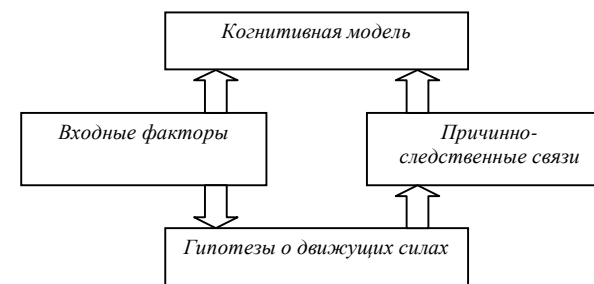 Когнитивная модель
Входные факторы
Причинно-
следственные связи
Гипотезы о движущих силах